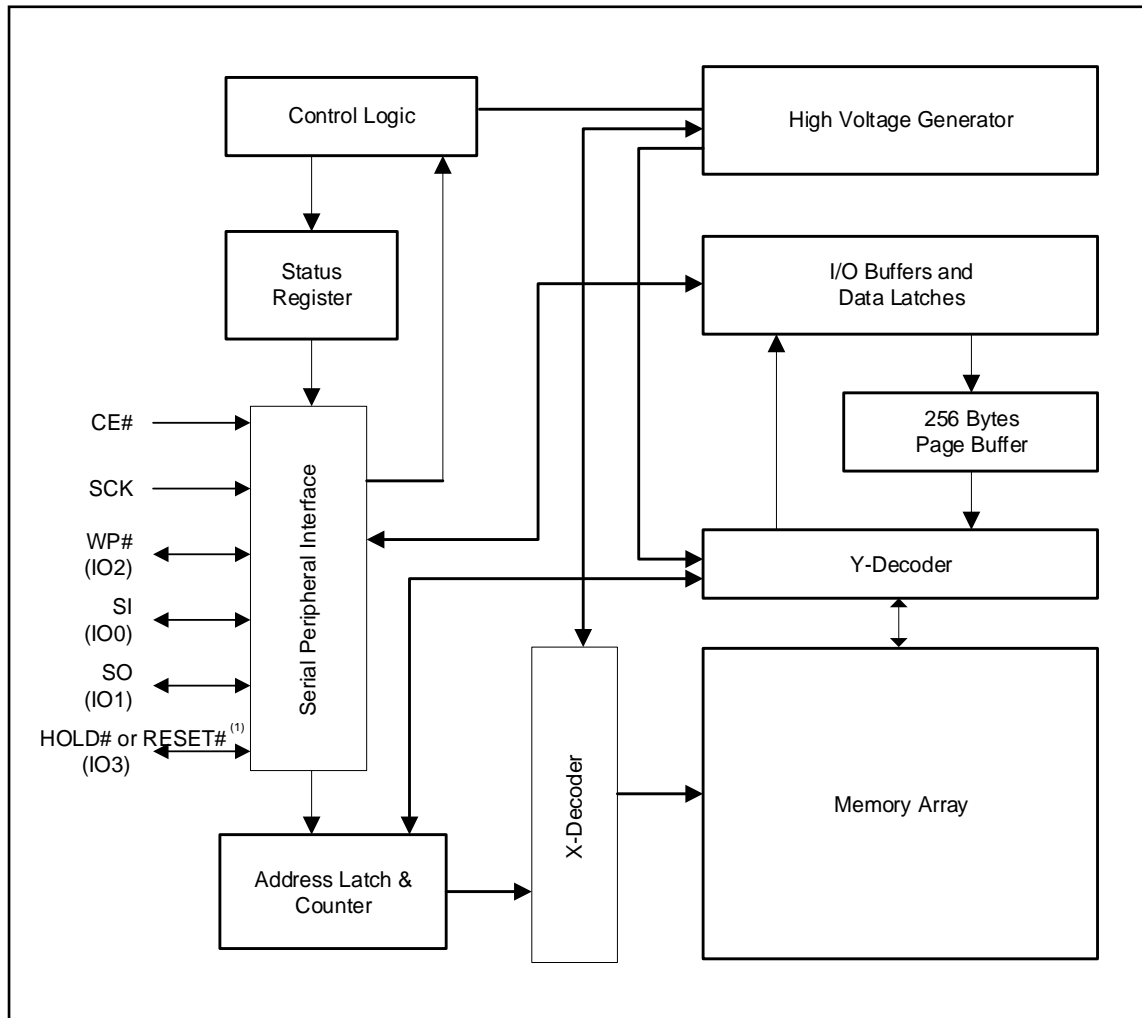 Control Logic
High Voltage Generator
Status
Register
I/O Buffers and
Data Latches
256 Bytes
Page Buffer
CE#
SCK
WP#
(IO2)
SI
(IO0)
SO
(IO1)
HOLD# or RESET# (1)
(IO3)
Serial Peripheral Interface
Y-Decoder
X-Decoder
Memory Array
Address Latch &
Counter